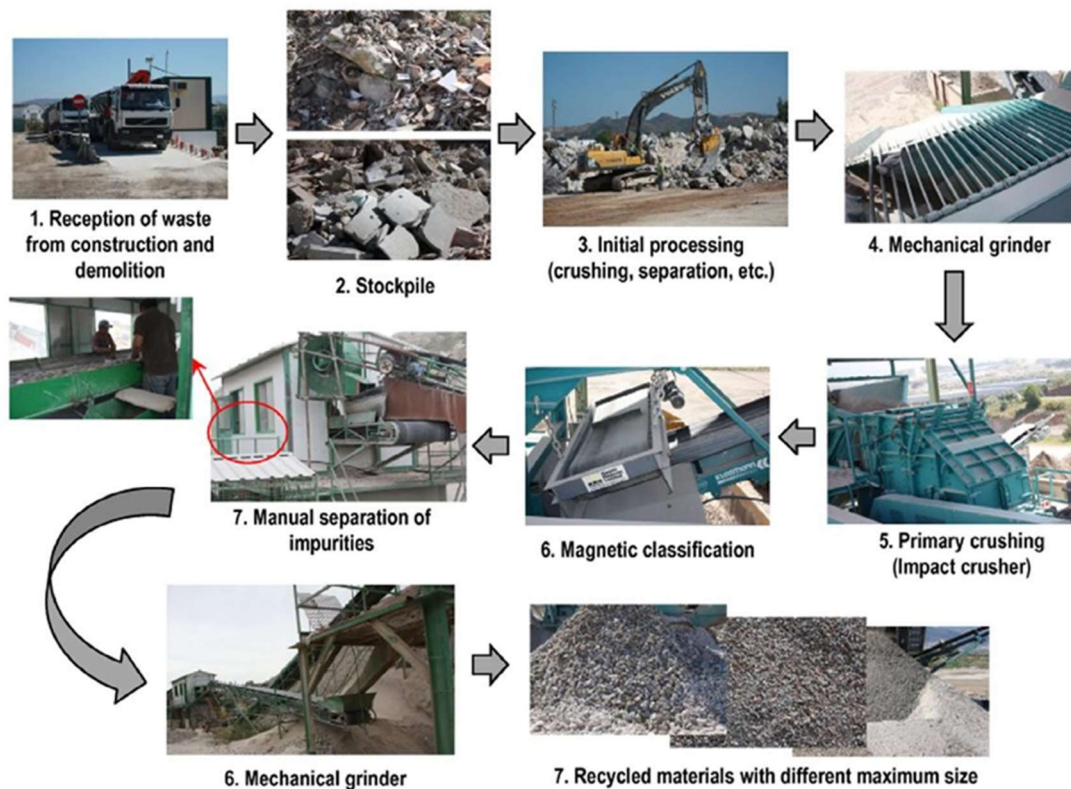 1. Reception of waste
from construction and
demolition
2. Stockpile
VOLVO
3. Initial processing
(crushing, separation, etc.)
4. Mechanical grinder
5. Primary crushing
(Impact crusher)
6. Magnetic classification
7. Manual separation of
impurities
6. Mechanical grinder
7. Recycled materials with different maximum size